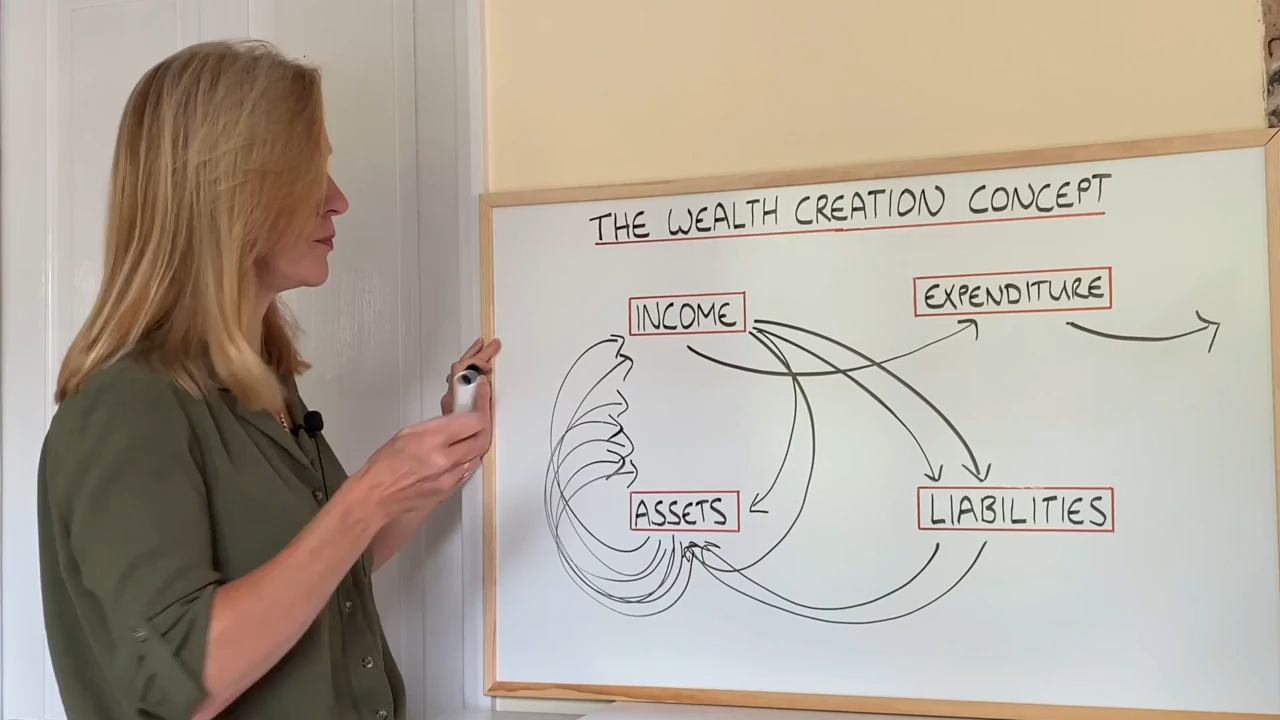 THE WEALTH CREATION CONCEPT
INCOME
EXPENDITURE
ASSETS
LIABILITIES